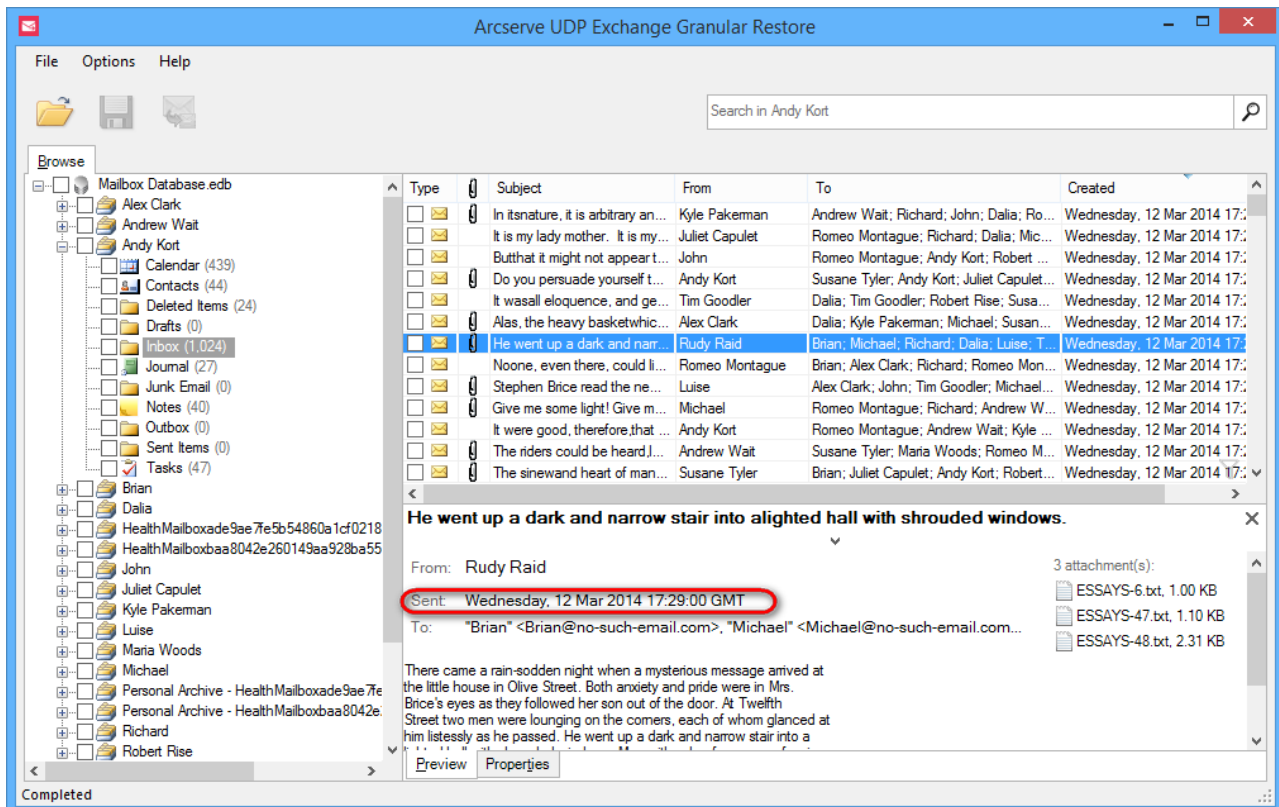 Arcserve UDP Exchange Granular Restore
File Options Help
Search in Andy Kort
Browse
Mailbox Database.edb
Alex Clark
Andrew Wait
Andy Kort
Calendar (439)
Contacts (44)
Deleted Items (24)
Drafts (0)
Inbox (1,024)
Journal (27)
Junk Email (0)
Notes (40)
Outbox (0)
Sent Items (0)
Tasks (47)
Brian
Dalia
HealthMailboxade9ae7fe5b54860a1cf0218
HealthMailboxbaa8042e260149aa928ba55
John
Juliet Capulet
Kyle Pakerman
Luise
Maria Woods
Michael
Personal Archive - HealthMailboxade9ae7fe
Personal Archive - HealthMailboxbaa8042e
Richard
Robert Rise
Type Subject From To Created
In itsnature, it is arbitrary an... Kyle Pakerman Andrew Wait; Richard; John; Dalia; Ro... Wednesday, 12 Mar 2014 17:2
It is my lady mother. It is my... Juliet Capulet Romeo Montague; Richard; Dalia; Mic... Wednesday, 12 Mar 2014 17:2
Butthat it might not appear t... John Romeo Montague; Andy Kort; Robert ... Wednesday, 12 Mar 2014 17:2
Do you persuade yourself t... Andy Kort Susane Tyler; Andy Kort; Juliet Capulet... Wednesday, 12 Mar 2014 17:2
It wasall eloquence, and ge... Tim Goodler Dalia; Tim Goodler; Robert Rise; Susa... Wednesday, 12 Mar 2014 17:2
Alas, the heavy basketwhic... Alex Clark Dalia; Kyle Pakerman; Michael; Susan... Wednesday, 12 Mar 2014 17:2
He went up a dark and narr... Rudy Raid Brian; Michael; Richard; Dalia; Luise; T... Wednesday, 12 Mar 2014 17:2
Noone, even there, could li... Romeo Montague Brian; Alex Clark; Richard; Romeo Mon... Wednesday, 12 Mar 2014 17:2
Stephen Brice read the ne... Luise Alex Clark; John; Tim Goodler; Michael... Wednesday, 12 Mar 2014 17:2
Give me some light! Give m... Michael Romeo Montague; Richard; Andrew W... Wednesday, 12 Mar 2014 17:2
It were good, therefore,that ... Andy Kort Romeo Montague; Andrew Wait; Kyle ... Wednesday, 12 Mar 2014 17:2
The riders could be heard,I... Andrew Wait Susane Tyler; Maria Woods; Romeo M... Wednesday, 12 Mar 2014 17:2
The sinewand heart of man... Susane Tyler Brian; Juliet Capulet; Andy Kort; Robert... Wednesday, 12 Mar 2014 17:2
He went up a dark and narrow stair into alighted hall with shrouded windows.
From: Rudy Raid
Sent: Wednesday, 12 Mar 2014 17:29:00 GMT
To: "Brian" <Brian@no-such-email.com>, "Michael" <Michael@no-such-email.com...
3 attachment(s):
ESSAYS-6.txt, 1.00 KB
ESSAYS-47.txt, 1.10 KB
ESSAYS-48.txt, 2.31 KB
There came a rain-sodden night when a mysterious message arrived at
the little house in Olive Street. Both anxiety and pride were in Mrs.
Brice's eyes as they followed her son out of the door. At Twelfth
Street two men were lounging on the corners, each of whom glanced at
him listessly as he passed. He went up a dark and narrow stair into a
Preview Properties
Completed